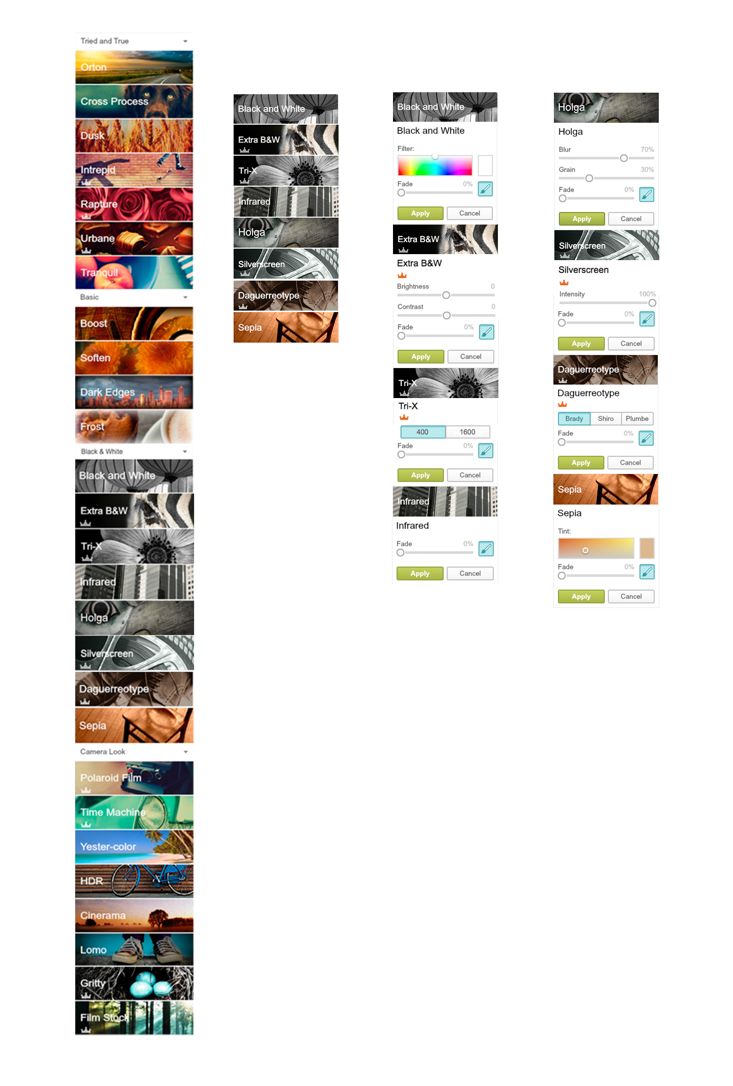 Tried and True
Orton
Cross Process
Dusk
Intrepid
Rapture
Urbane
Tranquil
Basic
Boost
Soften
Dark Edges
Frost
Black & White
Black and White
Extra B&W
Tri-X
Infrared
Holga
Silverscreen
Daguerreotype
Sepia
Camera Look
Polaroid Film
Time Machine
Yester-color
HDR
Cinerama
Lomo
Gritty
Film Stock
Black and White
Extra B&W
Tri-X
Infrared
Holga
Silverscreen
Daguerreotype
Sepia
Black and White
Black and White
Filter:
Fade 0%
Apply Cancel
Extra B&W
Extra B&W
Brightness 0
Contrast 0
Fade 0%
Apply Cancel
Tri-X
Tri-X
400 1600
Fade 0%
Apply Cancel
Infrared
Infrared
Fade 0%
Apply Cancel
Holga
Holga
Blur 70%
Grain 30%
Fade 0%
Apply Cancel
Silverscreen
Silverscreen
Intensity 100%
Fade 0%
Apply Cancel
Daguerreotype
Daguerreotype
Brady Shiro Plumbe
Fade 0%
Apply Cancel
Sepia
Sepia
Tint:
Fade 0%
Apply Cancel